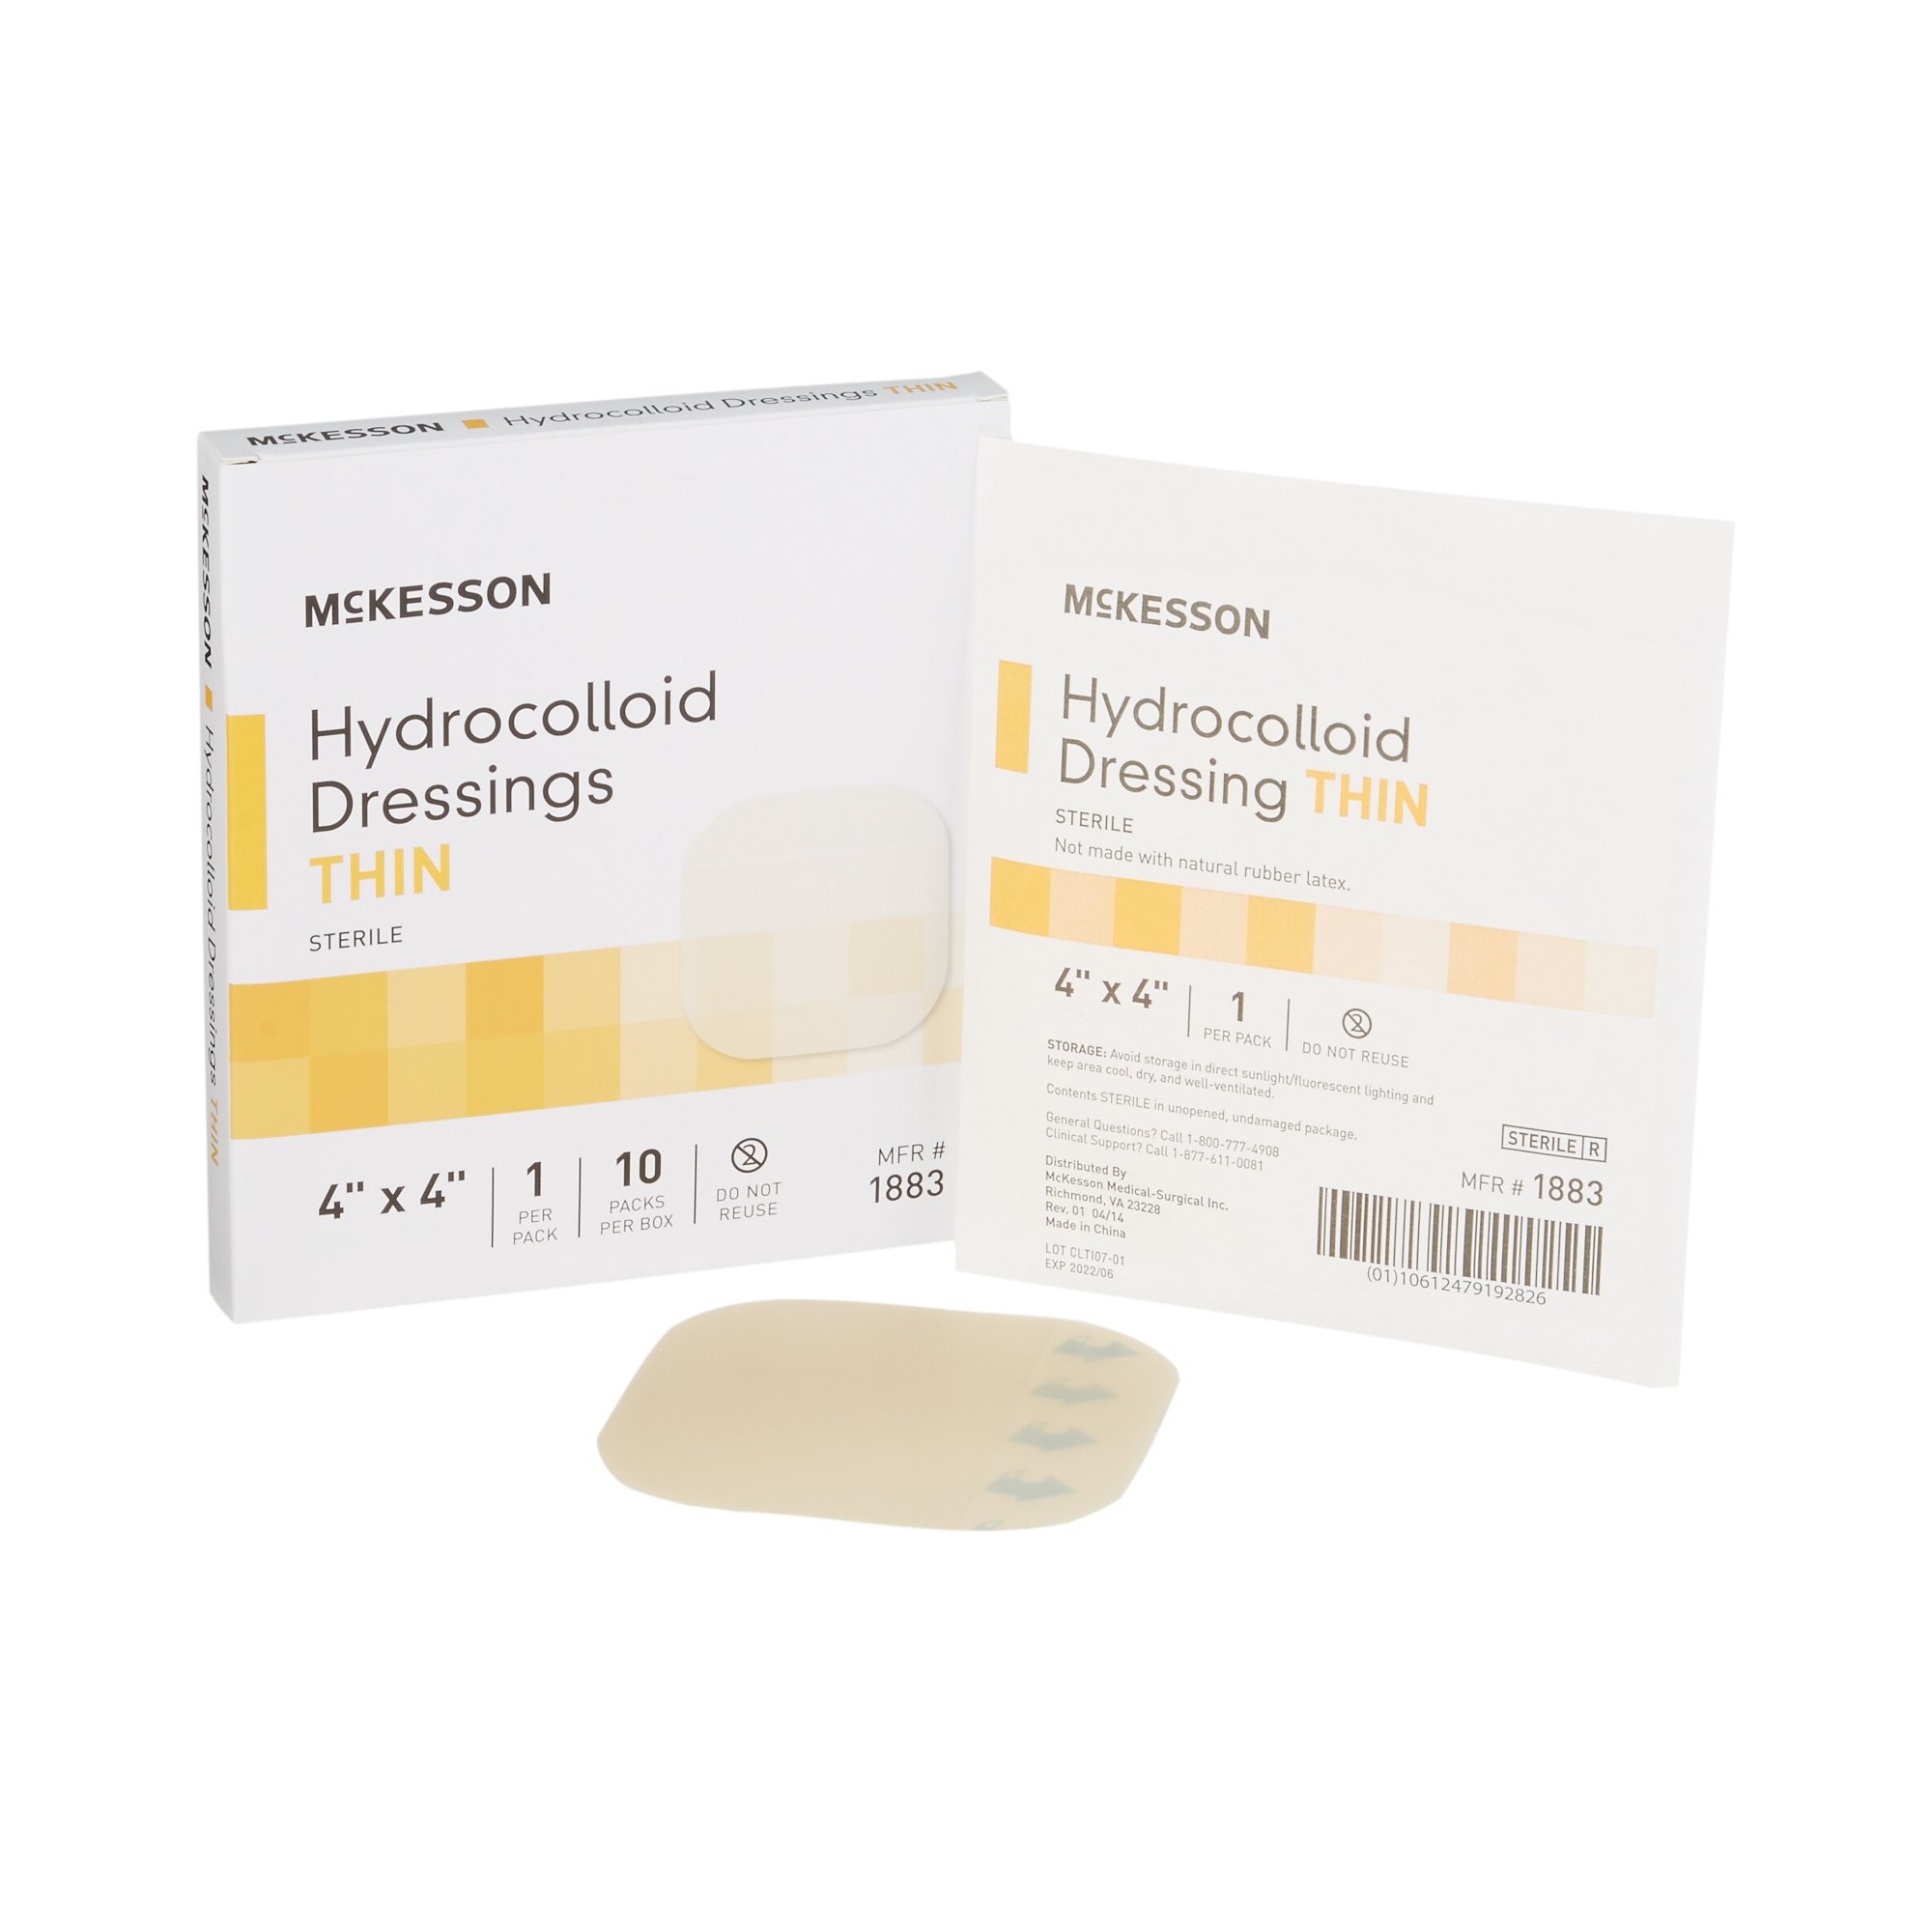 McKESSON Hydrocolloid Dressings THIN
McKESSON Hydrocolloid Dressings THIN
McKESSON
Hydrocolloid
Dressings
THIN
STERILE
4" x 4"
1
PER
PACK
10
PACKS
PER BOX
2
DO NOT
REUSE
MFR #
1883
McKESSON
Hydrocolloid
Dressing THIN
STERILE
Not made with natural rubber latex.
4" x 4"
1
PER PACK
2
DO NOT REUSE
STORAGE: Avoid storage in direct sunlight/fluorescent lighting and
keep area cool, dry, and well-ventilated.
Contents STERILE in unopened, undamaged package.
General Questions? Call 1-800-777-4908
Clinical Support? Call 1-877-611-0081
Distributed By
McKesson Medical-Surgical Inc.
Richmond, VA 23228
Rev. 01 04/14
Made in China
LOT CLTI07-01
EXP 2022/06
STERILE R
MFR # 1883
(01)10612479192826